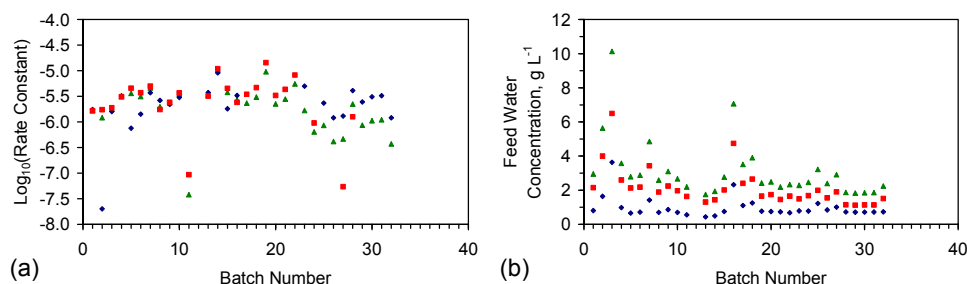 -4.0
-4.5
-5.0
-5.5
-6.0
-6.5
-7.0
-7.5
-8.0
Log₁₀(Rate Constant)
0 10 20 30 40
Batch Number
(a)
12
10
8
6
4
2
0
Feed Water
Concentration, g L⁻¹
0 10 20 30 40
Batch Number
(b)